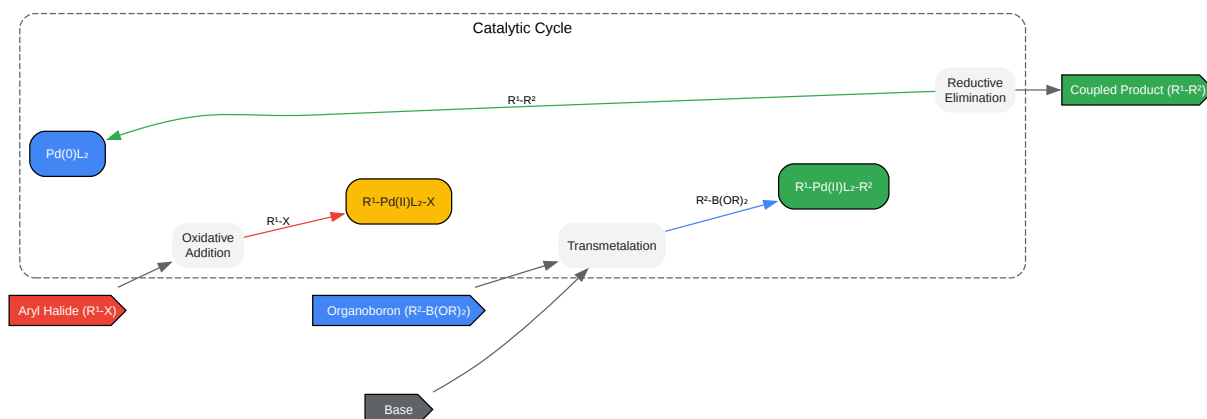 Catalytic Cycle
Reductive
Elimination
Coupled Product (R¹-R²)
R¹-R²
Pd(0)L₂
R¹-Pd(II)L₂-X
R¹-Pd(II)L₂-R²
R²-B(OR)₂
R¹-X
Oxidative
Addition
Transmetalation
Aryl Halide (R¹-X)
Organoboron (R²-B(OR)₂)
Base